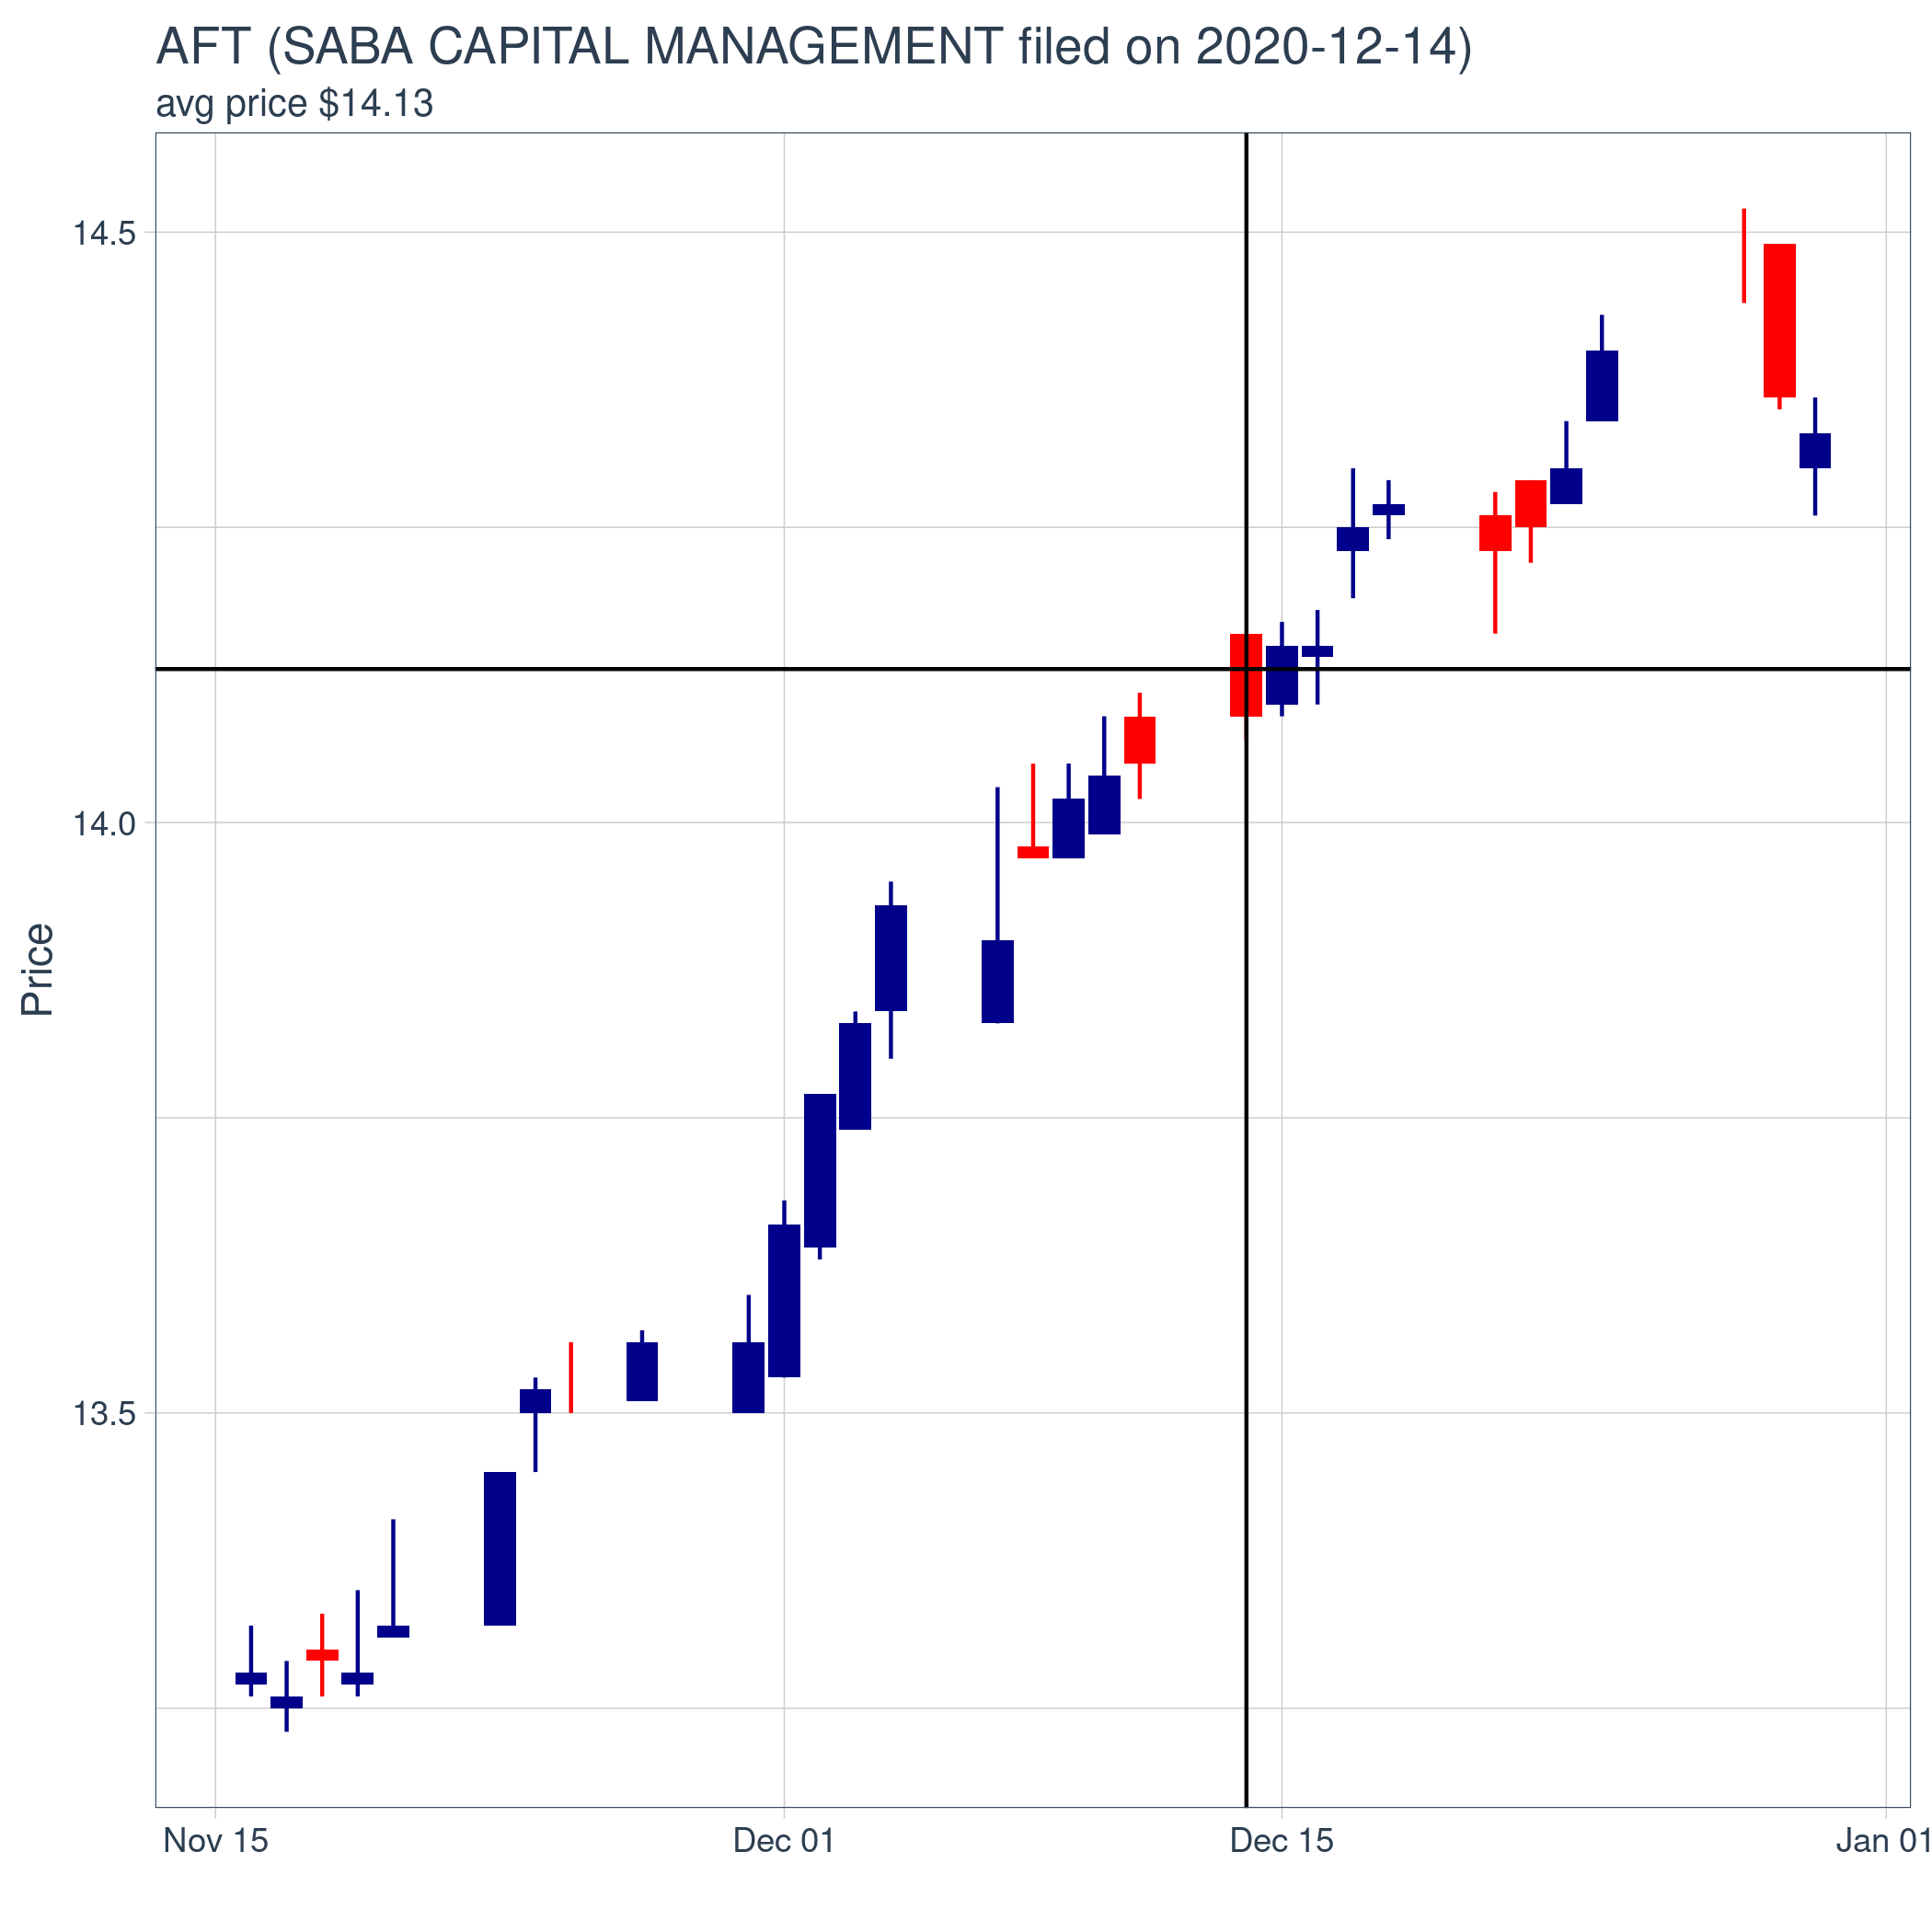 AFT (SABA CAPITAL MANAGEMENT filed on 2020-12-14)
avg price $14.13
14.5
14.0
13.5
Price
Nov 15
Dec 01
Dec 15
Jan 01